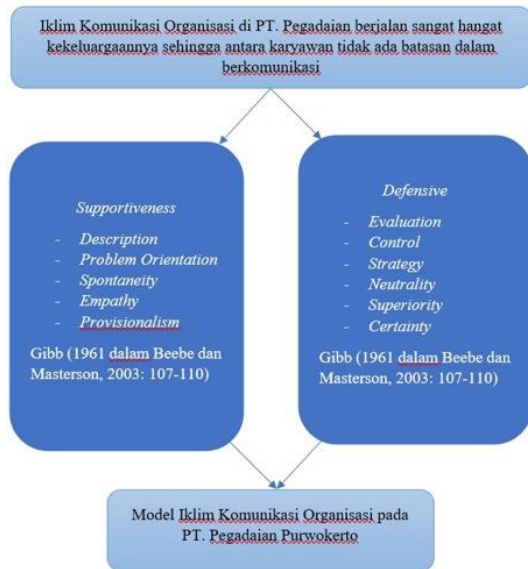 Iklim Komunikasi Organisasi di PT. Pegadaian berjalan sangat hangat
kekeluargaannya sehingga antara karyawan tidak ada batasan dalam
berkomunikasi
Supportiveness
- Description
- Problem Orientation
- Spontaneity
- Empathy
- Provisionalism
Gibb (1961 dalam Beebe dan
Masterson, 2003: 107-110)
Defensive
- Evaluation
- Control
- Strategy
- Neutrality
- Superiority
- Certainty
Gibb (1961 dalam Beebe dan
Masterson, 2003: 107-110)
Model Iklim Komunikasi Organisasi pada
PT. Pegadaian Purwokerto